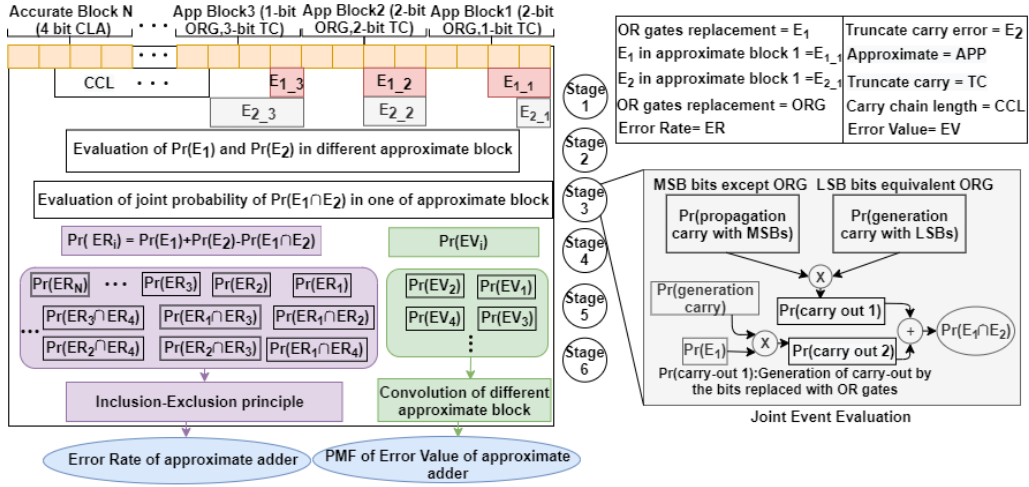 Accurate Block N
(4 bit CLA)
• • •
App Block3 (1-bit
ORG,3-bit TC)
App Block2 (2-bit
ORG,2-bit TC)
App Block1 (2-bit
ORG,1-bit TC)
CCL
• • •
E1_3
E1_2
E1_1
E2_3
E2_2
E2_1
Evaluation of Pr(E1) and Pr(E2) in different approximate block
Evaluation of joint probability of Pr(E1∩E2) in one of approximate block
Pr( ERi) = Pr(E1)+Pr(E2)-Pr(E1∩E2)
Pr(EVi)
Pr(ERN)
• • •
Pr(ER3)
Pr(ER2)
Pr(ER1)
...
Pr(ER3∩ER4)
Pr(ER1∩ER3)
Pr(ER1∩ER2)
Pr(ER2∩ER4)
Pr(ER2∩ER3)
Pr(ER1∩ER4)
Pr(EV2)
Pr(EV1)
Pr(EV4)
Pr(EV3)
Inclusion-Exclusion principle
Convolution of different
approximate block
Error Rate of approximate adder
PMF of Error Value of approximate
adder
Stage
1
Stage
2
Stage
3
Stage
4
Stage
5
Stage
6
OR gates replacement = E1
E1 in approximate block 1 =E1_1
E2 in approximate block 1 =E2_1
OR gates replacement = ORG
Error Rate= ER
Truncate carry error = E2
Approximate = APP
Truncate carry = TC
Carry chain length = CCL
Error Value= EV
MSB bits except ORG
LSB bits equivalent ORG
Pr(propagation
carry with MSBs)
Pr(generation
carry with LSBs)
X
Pr(generation
carry)
Pr(carry out 1)
Pr(E1)
X
Pr(carry out 2)
+
Pr(E1∩E2)
Pr(carry-out 1):Generation of carry-out by
the bits replaced with OR gates
Joint Event Evaluation